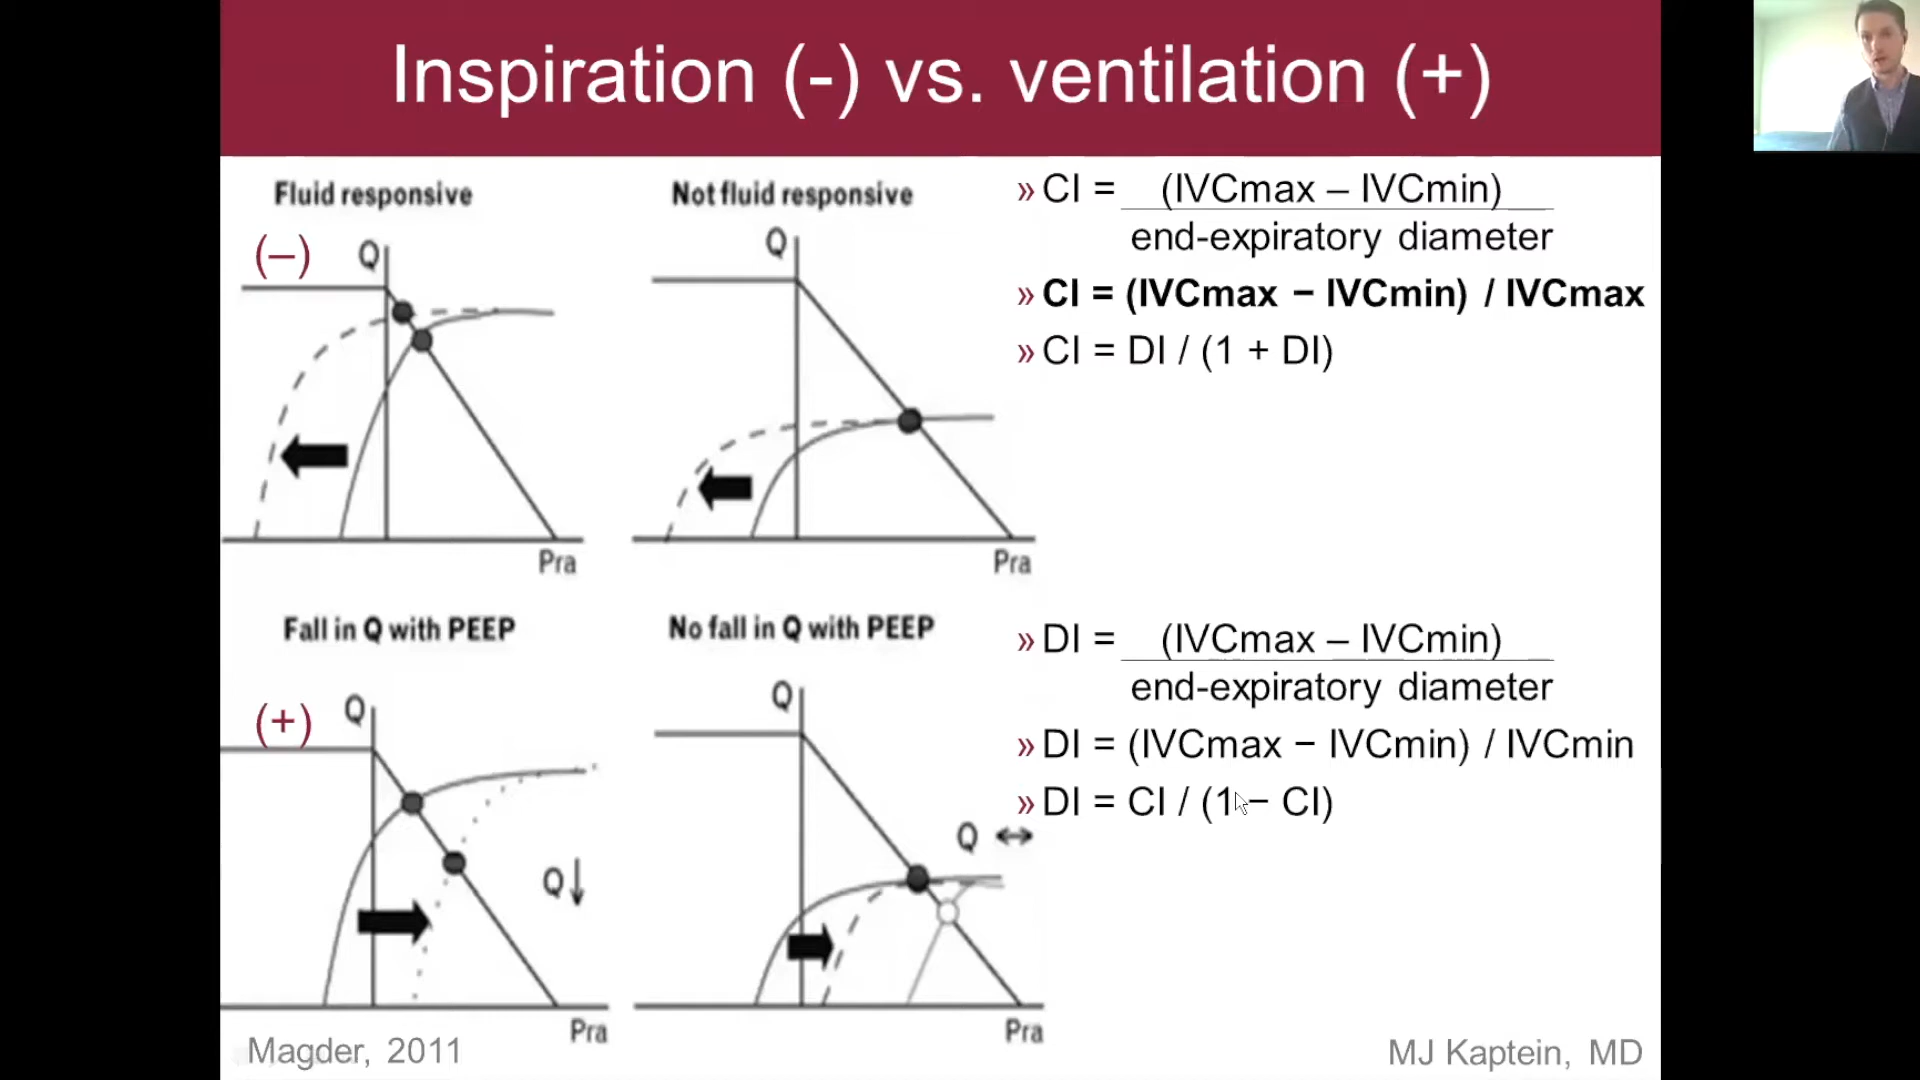 Inspiration (-) vs. ventilation (+)
Fluid responsive
Not fluid responsive
(–)
Q
Q
Pra
Pra
» CI = (IVCmax – IVCmin)
end-expiratory diameter
» CI = (IVCmax − IVCmin) / IVCmax
» CI = DI / (1 + DI)
Fall in Q with PEEP
No fall in Q with PEEP
(+)
Q
Q
Q↓
Q ↔
Pra
Pra
» DI = (IVCmax – IVCmin)
end-expiratory diameter
» DI = (IVCmax − IVCmin) / IVCmin
» DI = CI / (1 − CI)
Magder, 2011
MJ Kaptein, MD